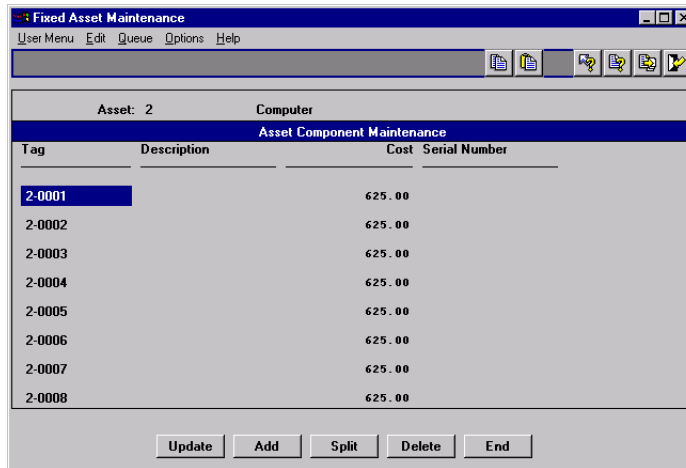 Fixed Asset Maintenance
User Menu Edit Queue Options Help
Asset: 2 Computer
Asset Component Maintenance
Tag Description Cost Serial Number
2-0001 625.00
2-0002 625.00
2-0003 625.00
2-0004 625.00
2-0005 625.00
2-0006 625.00
2-0007 625.00
2-0008 625.00
Update Add Split Delete End